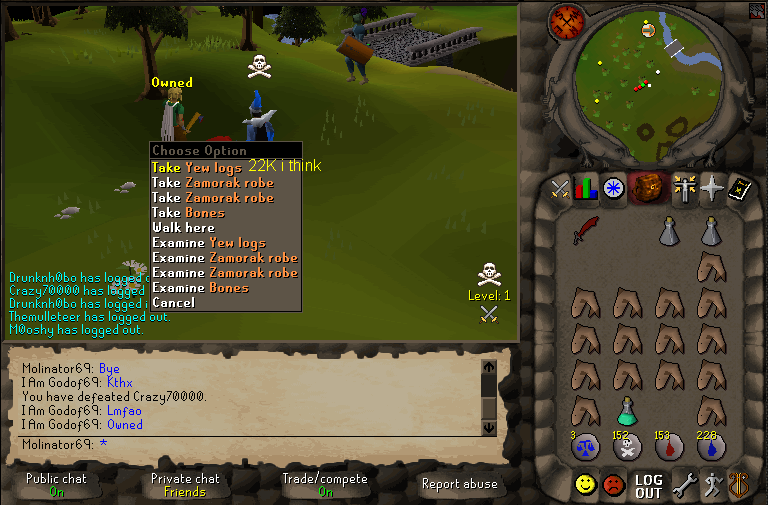 Owned
Choose Option
Take Yew logs 22K i think
Take Zamorak robe
Take Zamorak robe
Take Bones
Walk here
Examine Yew logs
Examine Zamorak robe
Examine Zamorak robe
Examine Bones
Cancel
Drunknh0bo has logged
Crazy70000 has logged
Drunknh0bo has logged
Themulleteer has logged out.
M0oshy has logged out.
Level: 1
Molinator69: Bye
I Am Godof69: Kthx
You have defeated Crazy70000.
I Am Godof69: Lmfao
I Am Godof69: Owned
Molinator69: *
3 152 153 228
Public chat
On
Private chat
Friends
Trade/compete
On
Report abuse
LOG
OUT